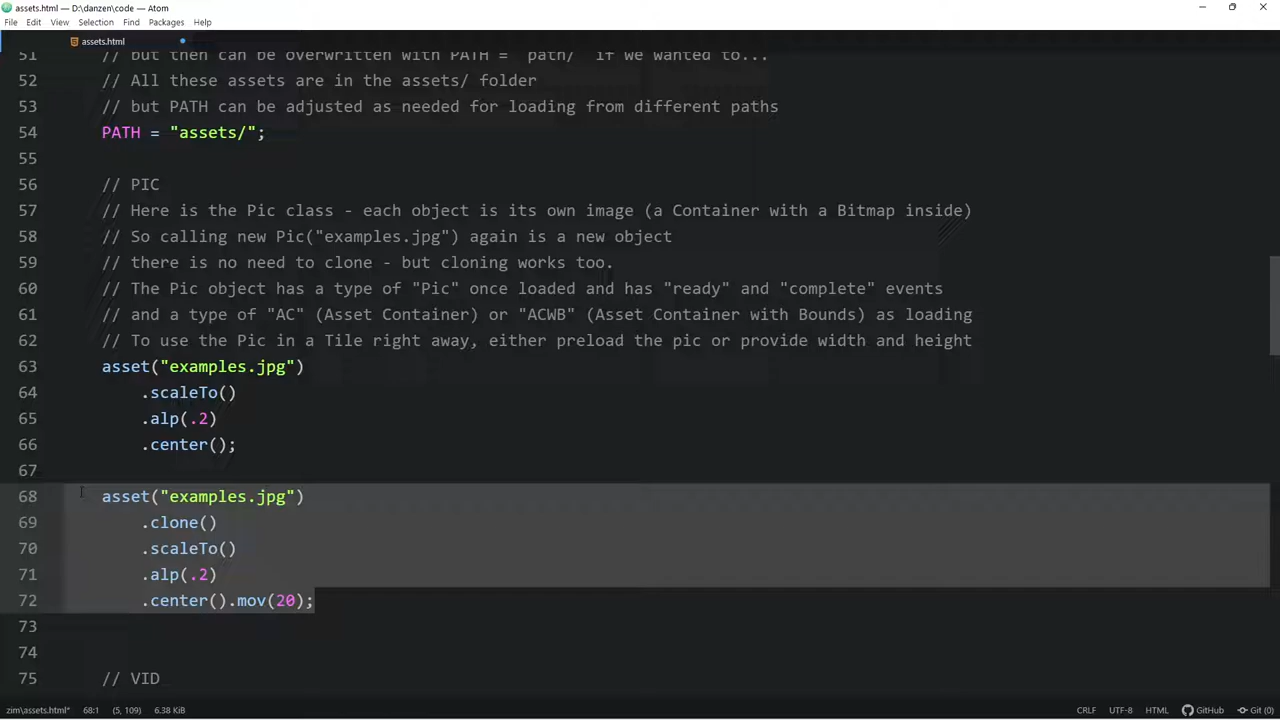 assets.html — D:\danzen\code — Atom
File Edit View Selection Find Packages Help
assets.html
51 // but then can be overwritten with PATH = "path/" if we wanted to...
52 // All these assets are in the assets/ folder
53 // but PATH can be adjusted as needed for loading from different paths
54 PATH = "assets/";
55
56 // PIC
57 // Here is the Pic class - each object is its own image (a Container with a Bitmap inside)
58 // So calling new Pic("examples.jpg") again is a new object
59 // there is no need to clone - but cloning works too.
60 // The Pic object has a type of "Pic" once loaded and has "ready" and "complete" events
61 // and a type of "AC" (Asset Container) or "ACWB" (Asset Container with Bounds) as loading
62 // To use the Pic in a Tile right away, either preload the pic or provide width and height
63 asset("examples.jpg")
64 .scaleTo()
65 .alp(.2)
66 .center();
67
68 asset("examples.jpg")
69 .clone()
70 .scaleTo()
71 .alp(.2)
72 .center().mov(20);
73
74
75 // VID
zim\assets.html* 68:1 (5, 109) 6.38 KiB CRLF UTF-8 HTML GitHub Git (0)